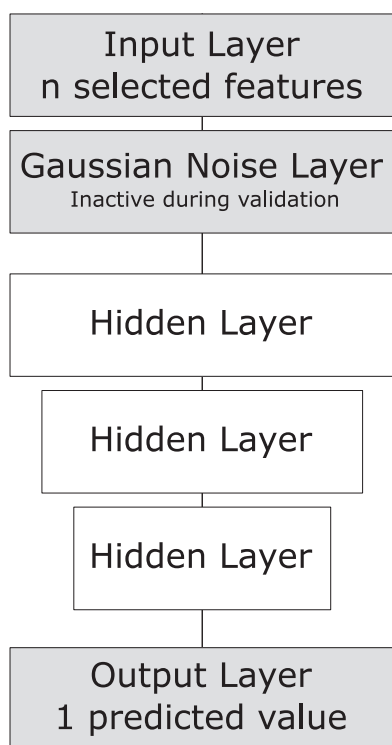 Input Layer
n selected features
Gaussian Noise Layer
Inactive during validation
Hidden Layer
Hidden Layer
Hidden Layer
Output Layer
1 predicted value